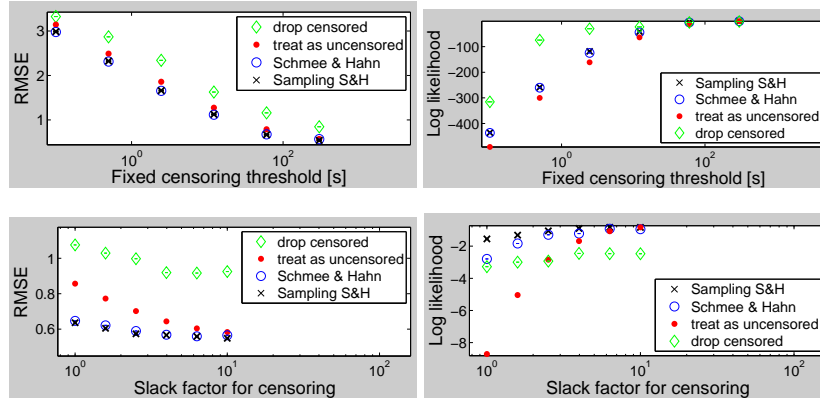 RMSE
3
2
1
drop censored
treat as uncensored
Schmee & Hahn
Sampling S&H
10^0
10^2
Fixed censoring threshold [s]
Log likelihood
−100
−200
−300
−400
Sampling S&H
Schmee & Hahn
treat as uncensored
drop censored
10^0
10^2
Fixed censoring threshold [s]
RMSE
1
0.8
0.6
drop censored
treat as uncensored
Schmee & Hahn
Sampling S&H
10^0
10^1
10^2
Slack factor for censoring
Log likelihood
−2
−4
−6
−8
Sampling S&H
Schmee & Hahn
treat as uncensored
drop censored
10^0
10^1
10^2
Slack factor for censoring